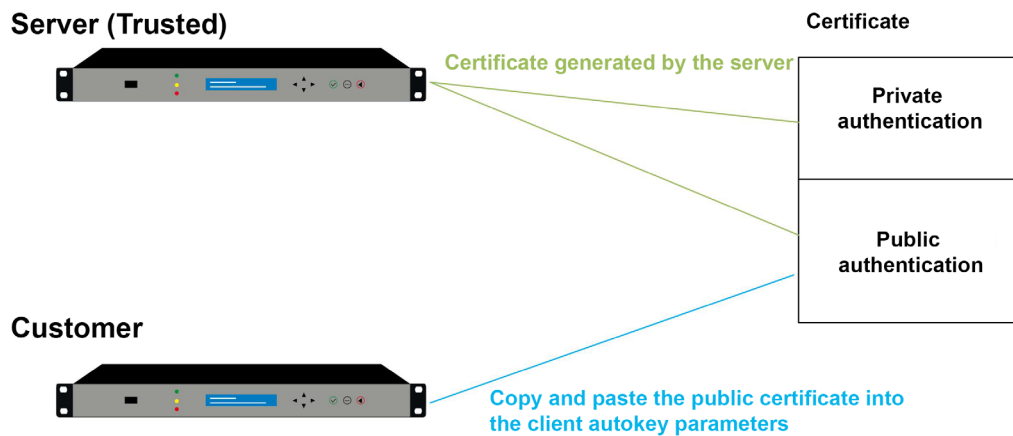 Server (Trusted)
Certificate
Certificate generated by the server
Private
authentication
Public
authentication
Customer
Copy and paste the public certificate into
the client autokey parameters